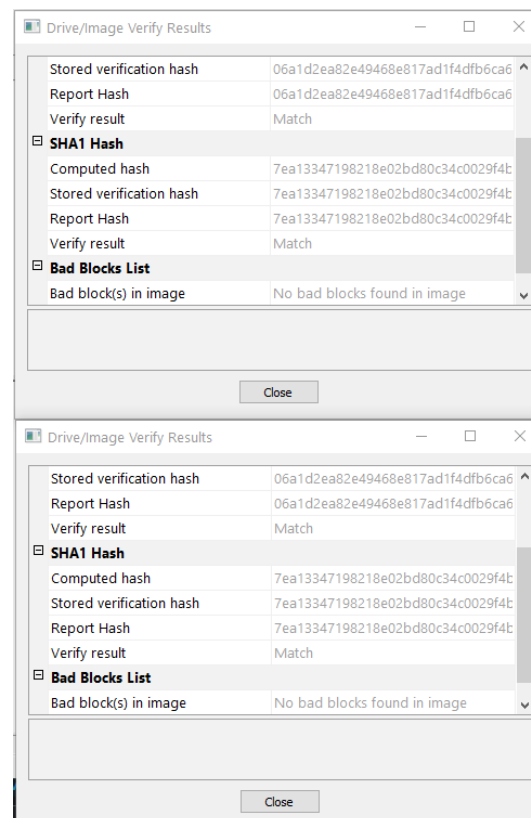 Drive/Image Verify Results
Stored verification hash 06a1d2ea82e49468e817ad1f4dfb6ca6
Report Hash 06a1d2ea82e49468e817ad1f4dfb6ca6
Verify result Match
SHA1 Hash
Computed hash 7ea13347198218e02bd80c34c0029f4b
Stored verification hash 7ea13347198218e02bd80c34c0029f4b
Report Hash 7ea13347198218e02bd80c34c0029f4b
Verify result Match
Bad Blocks List
Bad block(s) in image No bad blocks found in image
Close
Drive/Image Verify Results
Stored verification hash 06a1d2ea82e49468e817ad1f4dfb6ca6
Report Hash 06a1d2ea82e49468e817ad1f4dfb6ca6
Verify result Match
SHA1 Hash
Computed hash 7ea13347198218e02bd80c34c0029f4b
Stored verification hash 7ea13347198218e02bd80c34c0029f4b
Report Hash 7ea13347198218e02bd80c34c0029f4b
Verify result Match
Bad Blocks List
Bad block(s) in image No bad blocks found in image
Close